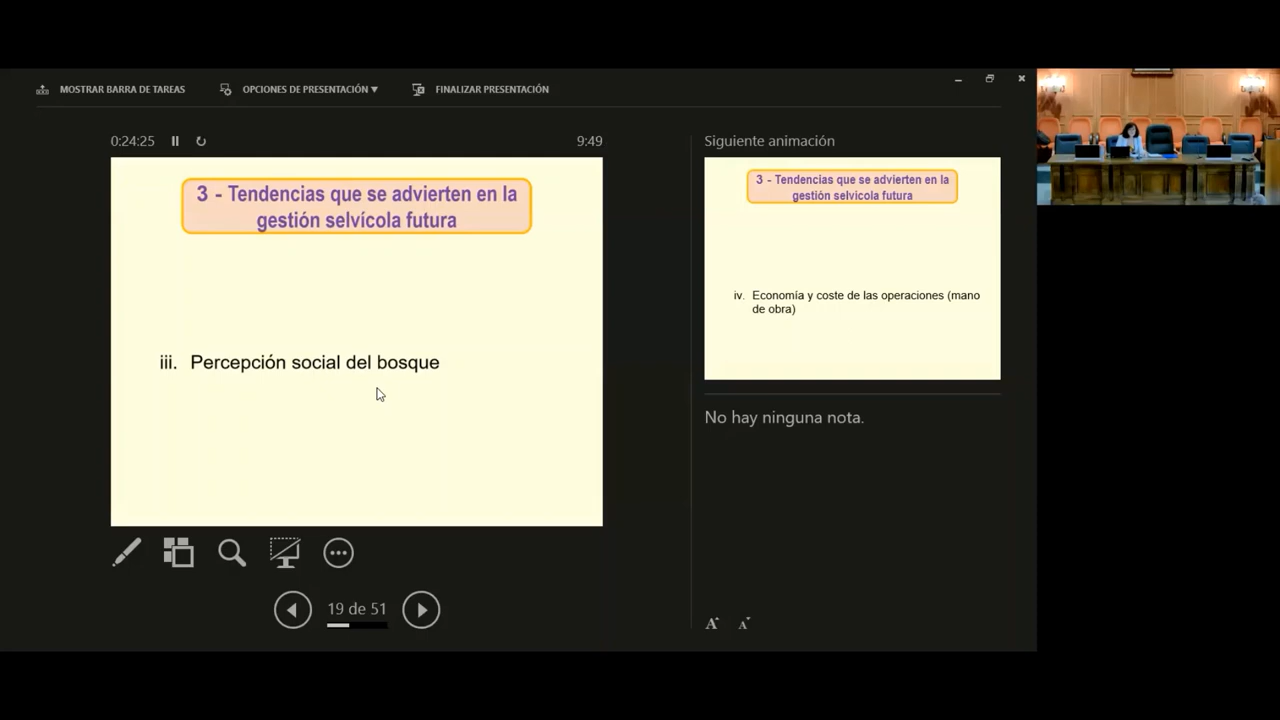 MOSTRAR BARRA DE TAREAS
OPCIONES DE PRESENTACIÓN ▼
FINALIZAR PRESENTACIÓN
0:24:25
9:49
3 - Tendencias que se advierten en la
gestión selvícola futura
iii. Percepción social del bosque
19 de 51
Siguiente animación
3 - Tendencias que se advierten en la
gestión selvicola futura
iv. Economía y coste de las operaciones (mano
de obra)
No hay ninguna nota.
A A